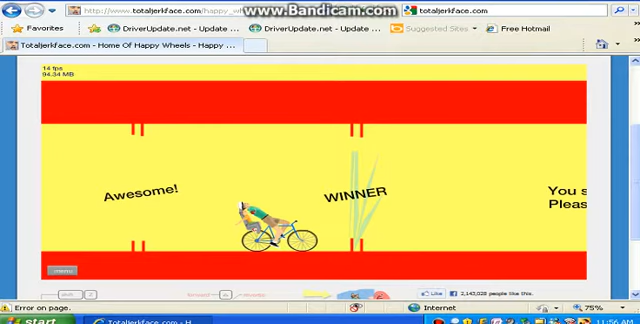 http://www.totaljerkface.com/happy_w
www.Bandicam.com
totaljerkface.com
Favorites
DriverUpdate.net - Update ...
DriverUpdate.net - Update ...
Suggested Sites
Free Hotmail
Totaljerkface.com - Home Of Happy Wheels - Happy ...
14 fps
94.34 MB
Awesome!
WINNER
You s
Pleas
menu
Like
2,143,028 people like this.
Error on page.
Internet
75%
start
Totaljerkface.com - H...
11:56 AM